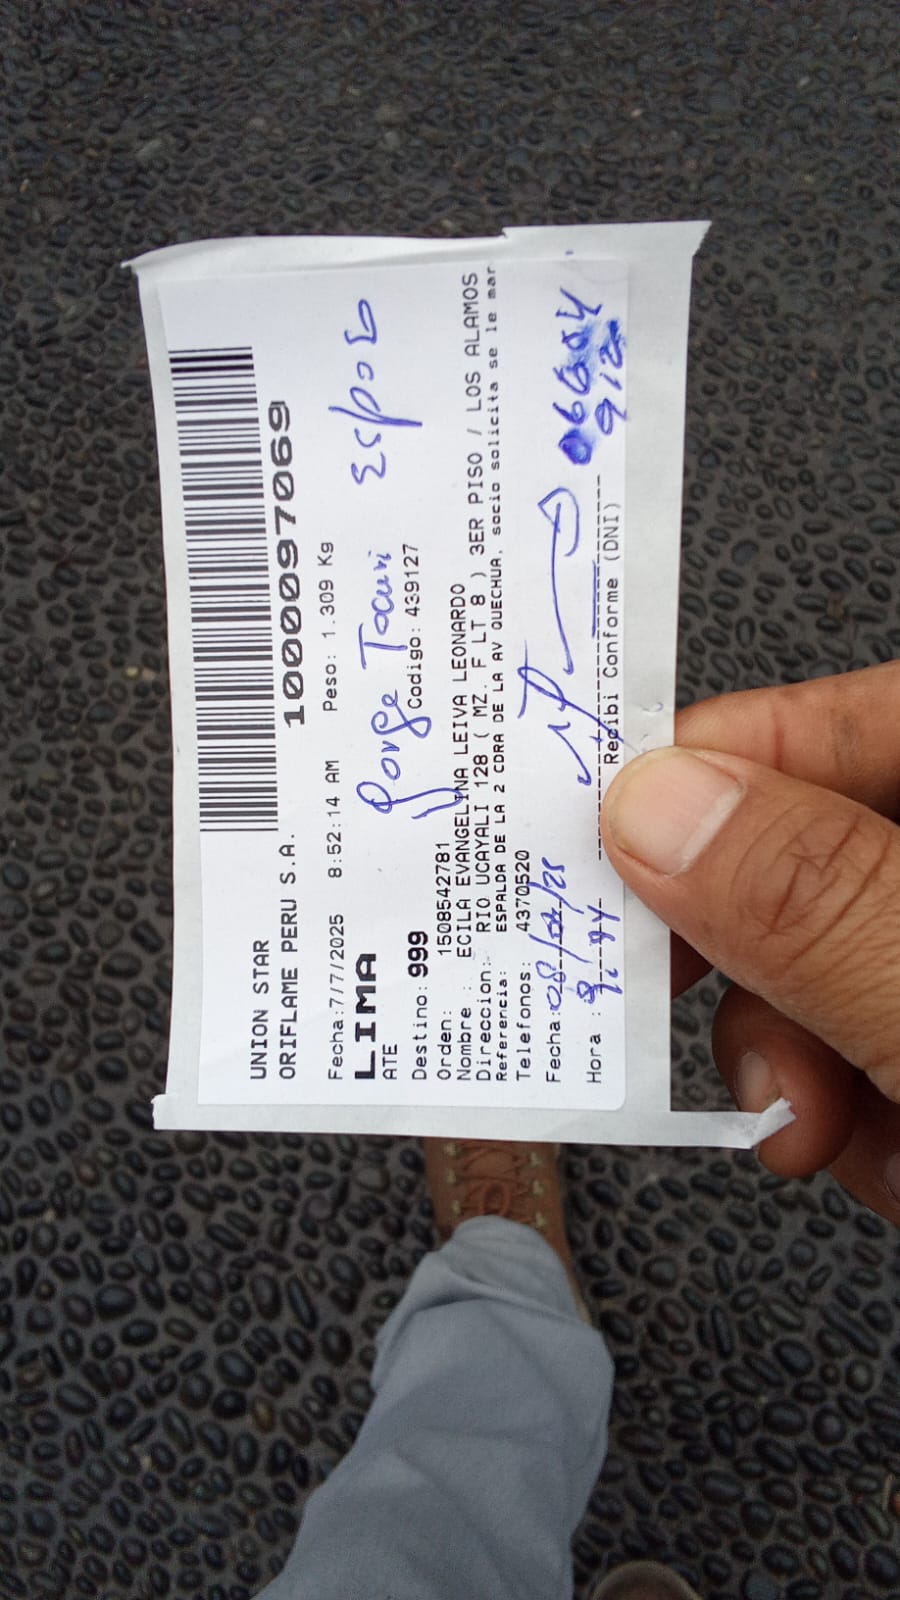 UNION STAR
ORIFLAME PERU S.A.
1000097069
Fecha:7/7/2025 8:52:14 AM Peso: 1.309 Kg
LIMA
Jorge Tacuri Esposo
ATE
Destino: 999 Codigo: 439127
Orden: 1508542781
Nombre : ECILA EVANGELINA LEIVA LEONARDO
Direccion: RIO UCAYALI 128 ( MZ. F LT 8 ) 3ER PISO / LOS ALAMOS
Referencia: ESPALDA DE LA 2 CDRA DE LA AV QUECHUA, socio solicita se le mar
Telefonos: 4370520
Fecha:
Hora :
Recibi Conforme (DNI)